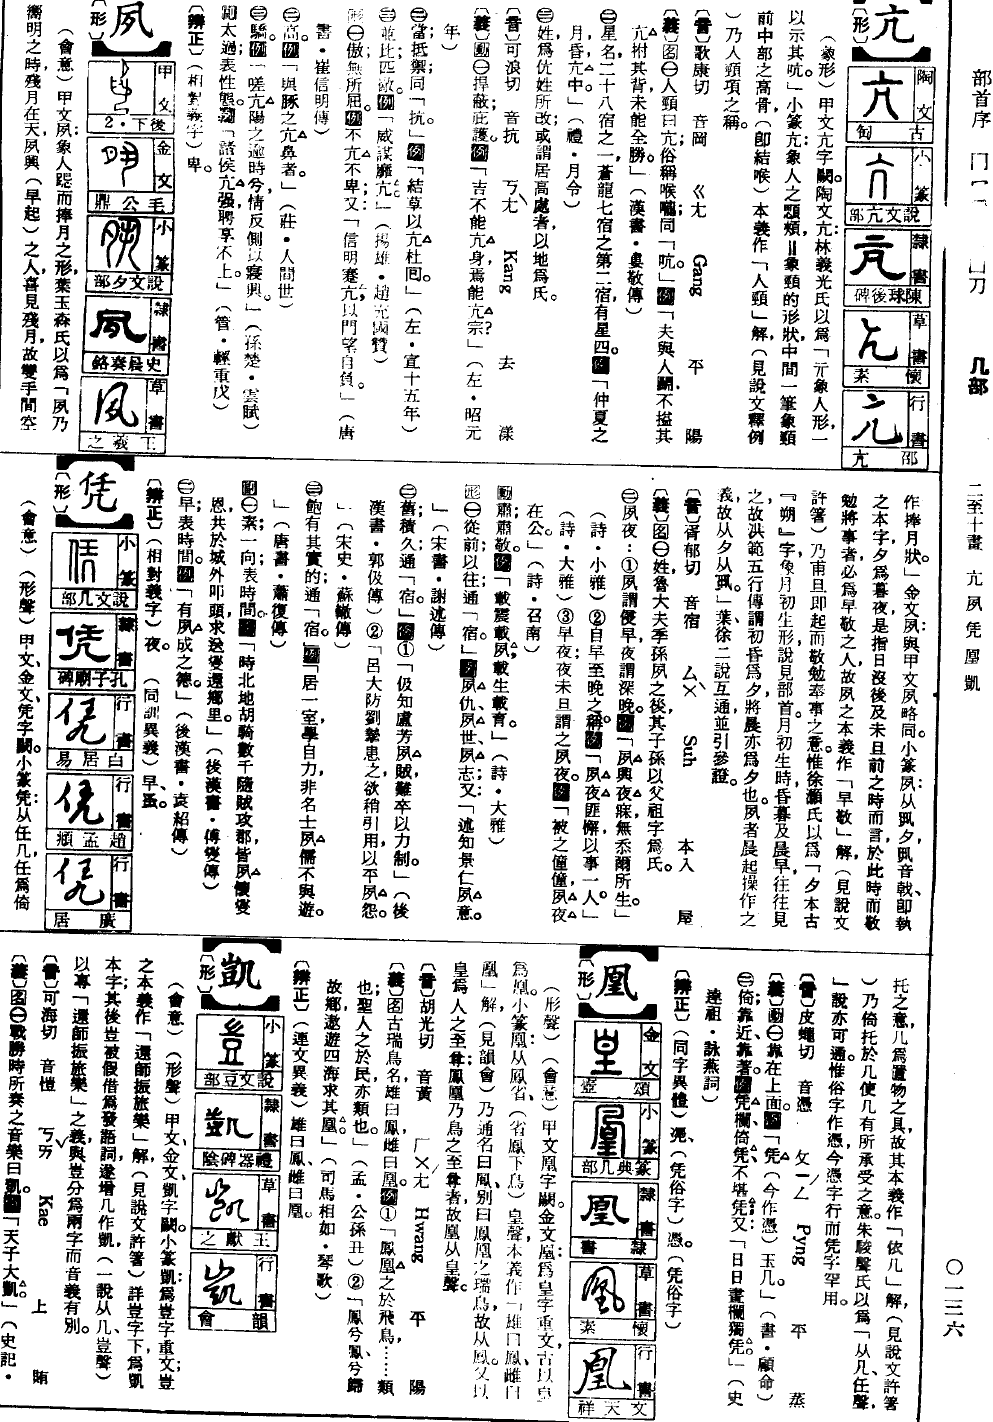 部首序
几部
二至十畫
亢夙凭凰凱
〇一三六
亢
〔形〕
陶文
古匋
小篆
說文亢部
隸書
陳球後碑
草書
懷素
行書
邵亢
（象形）甲文亢字闕。陶文亢：林義光氏以爲「亓象人形，一
以示其吭。」小篆亢：象人之顎頰＝象頸的形狀中間一筆象頸
前中部之高骨（卽結喉）本義作「人頸」解（見說文釋例
）乃人頸項之稱。
〔音〕歌康切　音岡　ㄍㄤ　Gang　平　陽
〔義〕名㊀人頸曰亢俗稱喉嚨；同「吭」。例「夫與人鬭，不搤其
亢，拊其背，未能全勝。」（漢書・婁敬傳）
㊁星名：二十八宿之一，蒼龍七宿之第二宿，有星四。例「仲夏之
月，昏亢中。」（禮・月令）
㊂姓：爲伉姓所改；或謂居高處者以地爲氏。
〔音〕可浪切　音抗　ㄎㄤˋ　Kang　去　漾
〔義〕動㊀捍蔽；庇護。例「吉不能亢身，焉能亢宗？」（左・昭元
年）
㊁當；抵禦；同「抗」。例「結草以亢杜回。」（左・宣十五年）
㊂並比；匹敵。例「威謀靡亢。」（揚雄・趙充國贊）
形㊀傲；無所屈。例不亢不卑；又「信明蹇亢，以門望自負。」（唐
書・崔信明傳）
㊁高。例「與豚之亢鼻者。」（莊・人間世）
㊂驕。例「嗟亢陽之逾時兮，情反側以寢興。」（孫楚・雲賦）
副太過；表性態。例「諸侯亢强，聘享不上。」（管・輕重戊）
〔辨正〕（相對義字）卑。
夙
〔形〕
甲文
後下・2
金文
毛公鼎
小篆
說文夕部
隸書
史晨奏銘
草書
王羲之
（會意）甲文夙：象人跽而捧月之形，葉玉森氏以爲「夙乃
嚮明之時，殘月在天，夙興（早起）之人喜見殘月，故雙手間空
作捧月狀。」金文夙：與甲文夙略同。小篆夙：从丮夕，丮音戟，卽執
之本字，夕爲暮夜，是指日沒後及未旦前之時而言，於此時而敬
勉將事者必爲早敬之人，故夙之本義作「早敬」解（見說文
許箸）乃甫旦卽起而敬勉奉事之意。惟徐灝氏以爲「夕本古
『朔』字，象月初生形，說見部首。月初生時昏暮及晨早往往見
之，故洪範五行傳謂初昏爲夕，將晨亦爲夕也。夙者晨起操作之
義，故从夕从丮。」葉徐二說互通，並引參證。
〔音〕胥郁切　音宿　ㄙㄨˋ　Suh　本入　屋
〔義〕名㊀姓：魯大夫季孫夙之後，其子孫以父祖字爲氏。
㊁夙夜：①夙謂侵早，夜謂深晚。例「夙興夜寐，無忝爾所生。」
（詩・小雅）②自早至晚之稱。例「夙夜匪懈，以事一人。」
（詩・大雅）③早夜；夜未旦謂之夙夜。例「被之僮僮，夙夜
在公。」（詩・召南）
動肅；肅敬。例「載震載夙，載生載育。」（詩・大雅）
形㊀從前；以往；通「宿」。例夙仇、夙世、夙志；又「述知景仁夙意。
」（宋書・謝述傳）
㊁舊；積久；通「宿」。例①「伋知盧芳夙賊，難卒以力制。」（後
漢書・郭伋傳）②「呂大防劉摯患之，欲稍引用，以平夙怨。
」（宋史・蘇轍傳）
㊂飽有其實的；通「宿」。例「居一室，學自力，非名士夙儒不與遊。
」（唐書・蕭復傳）
副㊀素；一向；表時間。例「時北地胡騎數千隨賊攻郡，皆夙懷燮
恩，共於城外叩頭，求送燮還鄉里。」（後漢書・傅燮傳）
㊁早；表時間。例「有夙成之德。」（後漢書・袁紹傳）
〔辨正〕（相對義字）夜。　（同訓異義）早、蚤。
凭
〔形〕
小篆
說文几部
隸書
孔子廟碑
行書
白居易
行書
趙孟頫
行書
廣居
（會意）（形聲）甲文、金文、凭字闕。小篆凭：从任几，任爲倚
托之意，几爲置物之具，故其本義作「依几」解（見說文許箸
）乃倚托於几，使几有所承受之意。朱駿聲氏以爲「从几任聲，
」說亦可通。惟俗字作憑，今憑字行而凭字罕用。
〔音〕皮蠅切　音憑　ㄆㄧㄥˊ　Pyng　平　蒸
〔義〕動㊀靠在上面。例「凭（今作憑）玉几。」（書・顧命）
㊁倚；靠近；靠著。例凭欄、倚凭、不堪凭；又「日日畫欄獨凭。」（史
達祖・詠燕詞）
〔辨正〕（同字異體）凴。（凭俗字）憑。（凭俗字）
凰
〔形〕
金文
頌壺
小篆
篆典几部
隸書
隸書
草書
懷素
行書
文天祥
（形聲）（會意）甲文凰字闕。金文凰：爲皇字重文，古以皇
爲凰。小篆凰：从鳳省，（省鳳下鳥）皇聲，本義作「雄曰鳳，雌曰
凰」解（見韻會）乃通名曰鳳，別曰鳳凰之瑞鳥，故从鳳。又以
皇爲人之至尊，鳳凰乃鳥之至尊者，故凰从皇聲。
〔音〕胡光切　音黃　ㄏㄨㄤˊ　Hwang　平　陽
〔義〕名古瑞鳥名，雄曰鳳，雌曰凰。例①「鳳凰之於飛鳥……類
也；聖人之於民，亦類也。」（孟・公孫丑）②「鳳兮鳳兮歸
故鄉，遨遊四海求其凰。」（司馬相如・琴歌）
〔辨正〕（連文異義）雄曰鳳，雌曰凰。
凱
〔形〕
小篆
說文豆部
隸書
禮器碑陰
草書
王獻之
行書
韻會
（會意）（形聲）甲文、金文、凱字闕。小篆凱：爲豈字重文；豈
之本義作「還師振旅樂」解（見說文許箸）詳豈字下。爲凱
本字。其後豈被假借爲發語詞，遂增几作凱，（一說从几豈聲）
以專「還師振旅樂」之義，與豈分爲兩字，而音義有別。
〔音〕可海切　音愷　ㄎㄞˇ　Kae　上　賄
〔義〕名㊀戰勝時所奏之音樂曰凱。例「天子大凱。」（史記・